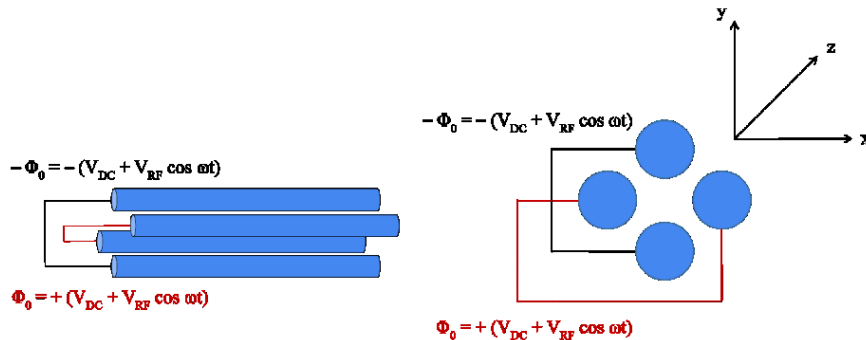 y
z
x
− Φ₀ = − (V_DC + V_RF cos ωt)
− Φ₀ = − (V_DC + V_RF cos ωt)
Φ₀ = + (V_DC + V_RF cos ωt)
Φ₀ = + (V_DC + V_RF cos ωt)